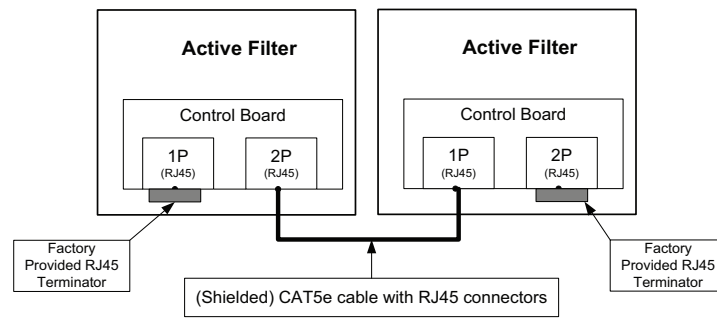 Active Filter
Control Board
1P
(RJ45)
2P
(RJ45)
Active Filter
Control Board
1P
(RJ45)
2P
(RJ45)
Factory
Provided RJ45
Terminator
(Shielded) CAT5e cable with RJ45 connectors
Factory
Provided RJ45
Terminator